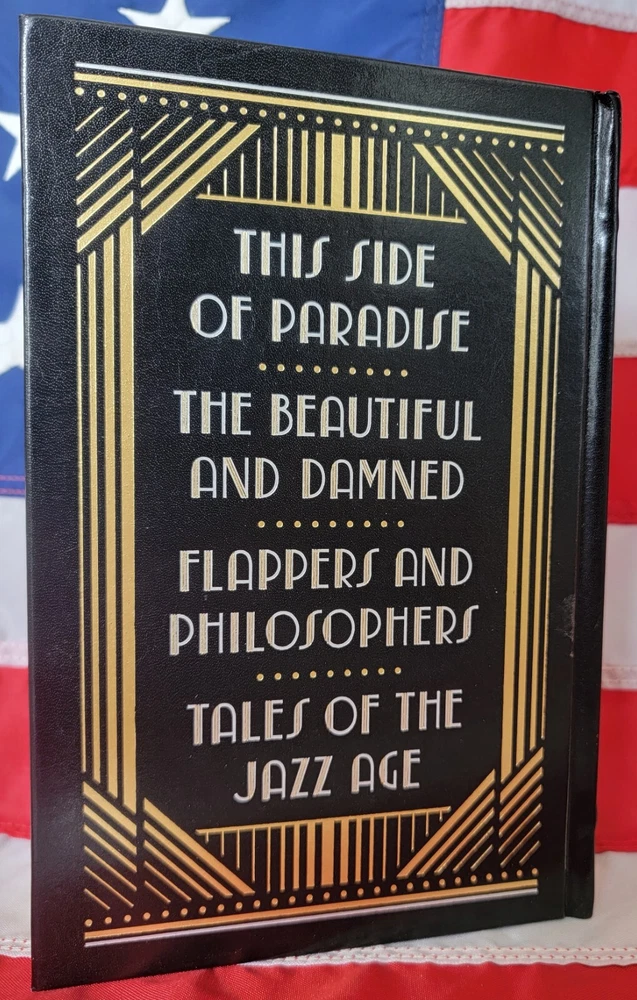 THIS SIDE
OF PARADISE
THE BEAUTIFUL
AND DAMNED
FLAPPERS AND
PHILOSOPHERS
TALES OF THE
JAZZ AGE